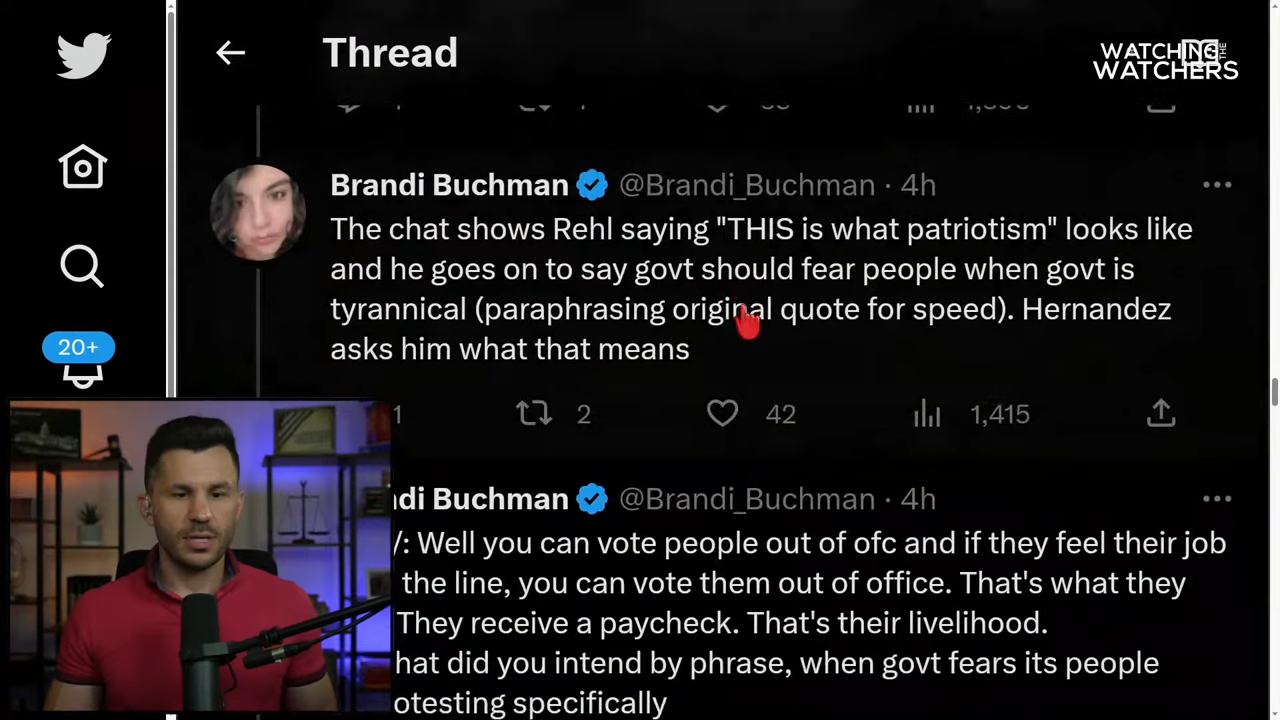 Thread
WATCHING THE
WATCHERS
Brandi Buchman @Brandi_Buchman · 4h
The chat shows Rehl saying "THIS is what patriotism" looks like
and he goes on to say govt should fear people when govt is
tyrannical (paraphrasing original quote for speed). Hernandez
asks him what that means
20+
1 2 42 1,415
di Buchman @Brandi_Buchman · 4h
/: Well you can vote people out of ofc and if they feel their job
the line, you can vote them out of office. That's what they
They receive a paycheck. That's their livelihood.
hat did you intend by phrase, when govt fears its people
otesting specifically